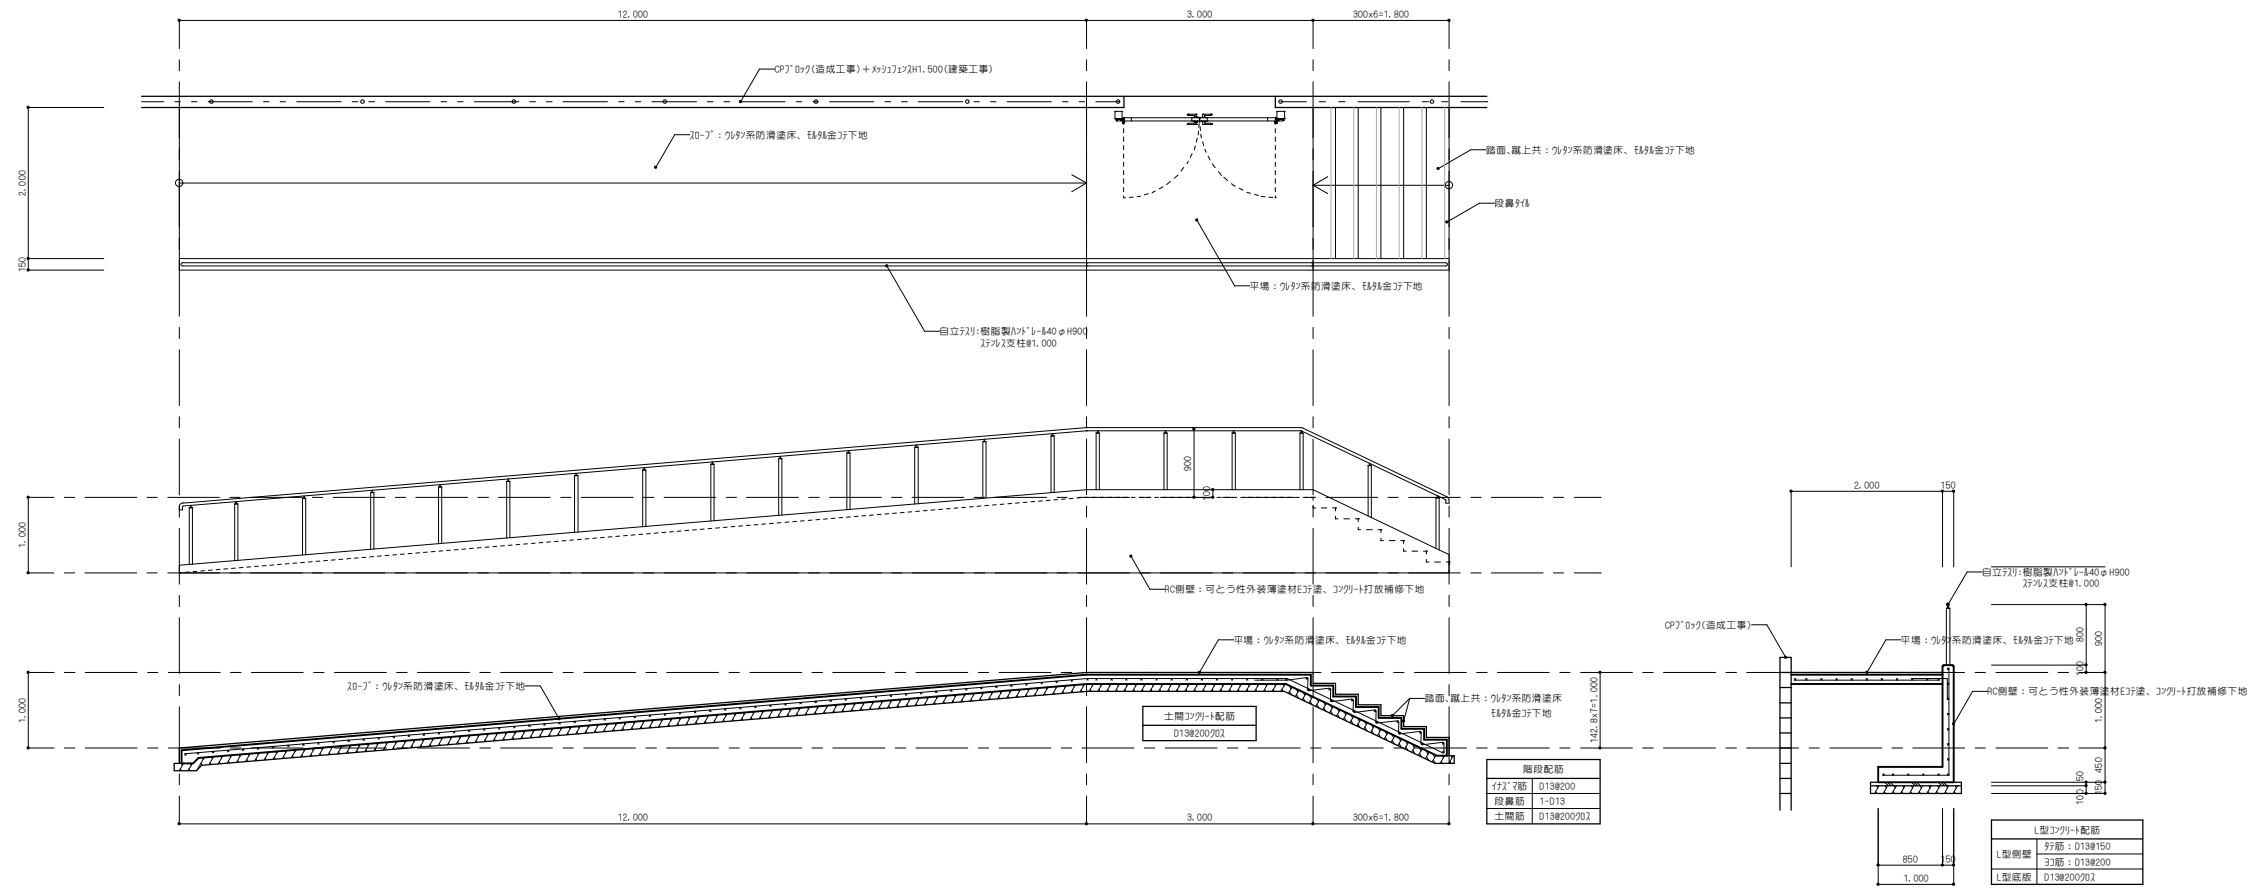 12.000
3.000
300x6=1.800
CPﾌﾞﾛｯｸ(造成工事)＋ﾒｯｼｭﾌｪﾝｽH1.500(建築工事)
ｽﾛｰﾌﾟ：ｳﾚﾀﾝ系防滑塗床、ﾓﾙﾀﾙ金ｺﾃ下地
踏面､蹴上共：ｳﾚﾀﾝ系防滑塗床、ﾓﾙﾀﾙ金ｺﾃ下地
2.000
段鼻ﾀｲﾙ
150
平場：ｳﾚﾀﾝ系防滑塗床、ﾓﾙﾀﾙ金ｺﾃ下地
自立ﾃｽﾘ:樹脂製ﾊﾝﾄﾞﾚｰﾙ40φH900
ｽﾃﾝﾚｽ支柱@1.000
900
100
1.000
RC側壁：可とう性外装薄塗材Eｺﾃ塗、ｺﾝｸﾘｰﾄ打放補修下地
平場：ｳﾚﾀﾝ系防滑塗床、ﾓﾙﾀﾙ金ｺﾃ下地
ｽﾛｰﾌﾟ：ｳﾚﾀﾝ系防滑塗床、ﾓﾙﾀﾙ金ｺﾃ下地
1.000
踏面､蹴上共：ｳﾚﾀﾝ系防滑塗床
ﾓﾙﾀﾙ金ｺﾃ下地
142.8x7=1.000
土間ｺﾝｸﾘｰﾄ配筋
D13@200ｸﾛｽ
階段配筋
ｲﾅｽﾞﾏ筋 D13@200
段鼻筋 1-D13
土間筋 D13@200ｸﾛｽ
12.000
3.000
300x6=1.800
2.000
150
自立ﾃｽﾘ:樹脂製ﾊﾝﾄﾞﾚｰﾙ40φH900
ｽﾃﾝﾚｽ支柱@1.000
CPﾌﾞﾛｯｸ(造成工事)
平場：ｳﾚﾀﾝ系防滑塗床、ﾓﾙﾀﾙ金ｺﾃ下地
800
900
100
RC側壁：可とう性外装薄塗材Eｺﾃ塗、ｺﾝｸﾘｰﾄ打放補修下地
1.000
450
50
150
100
850
150
1.000
L型ｺﾝｸﾘｰﾄ配筋
L型側壁
ﾀﾃ筋：D13@150
ﾖｺ筋：D13@200
L型底版 D13@200ｸﾛｽ